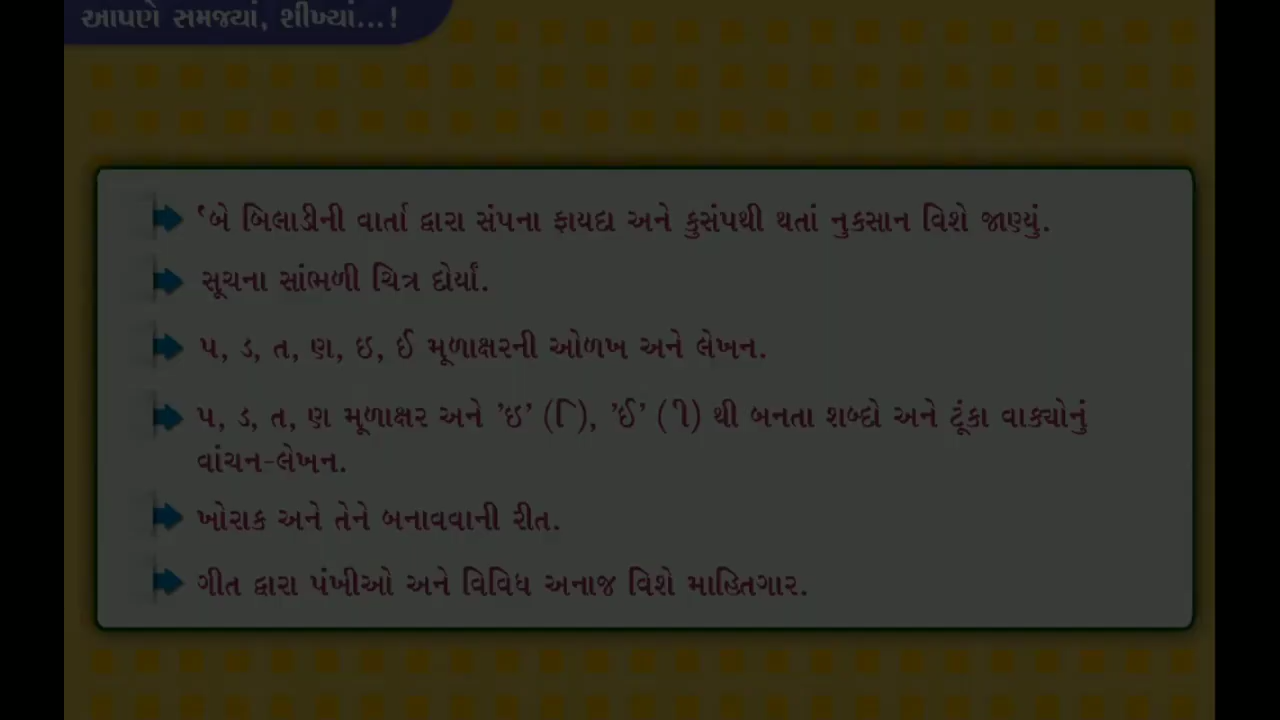 આપણે સમજ્યાં, શીખ્યાં...!
‘બે બિલાડીની વાર્તા દ્વારા સંપના ફાયદા અને કુસંપથી થતાં નુકસાન વિશે જાણ્યું.
સૂચના સાંભળી ચિત્ર દોર્યાં.
પ, ડ, ત, ણ, ઇ, ઈ મૂળાક્ષરની ઓળખ અને લેખન.
પ, ડ, ત, ણ મૂળાક્ષર અને ’ઇ’ (િ), ’ઈ’ (ી) થી બનતા શબ્દો અને ટૂંકા વાક્યોનું
વાંચન-લેખન.
ખોરાક અને તેને બનાવવાની રીત.
ગીત દ્વારા પંખીઓ અને વિવિધ અનાજ વિશે માહિતગાર.